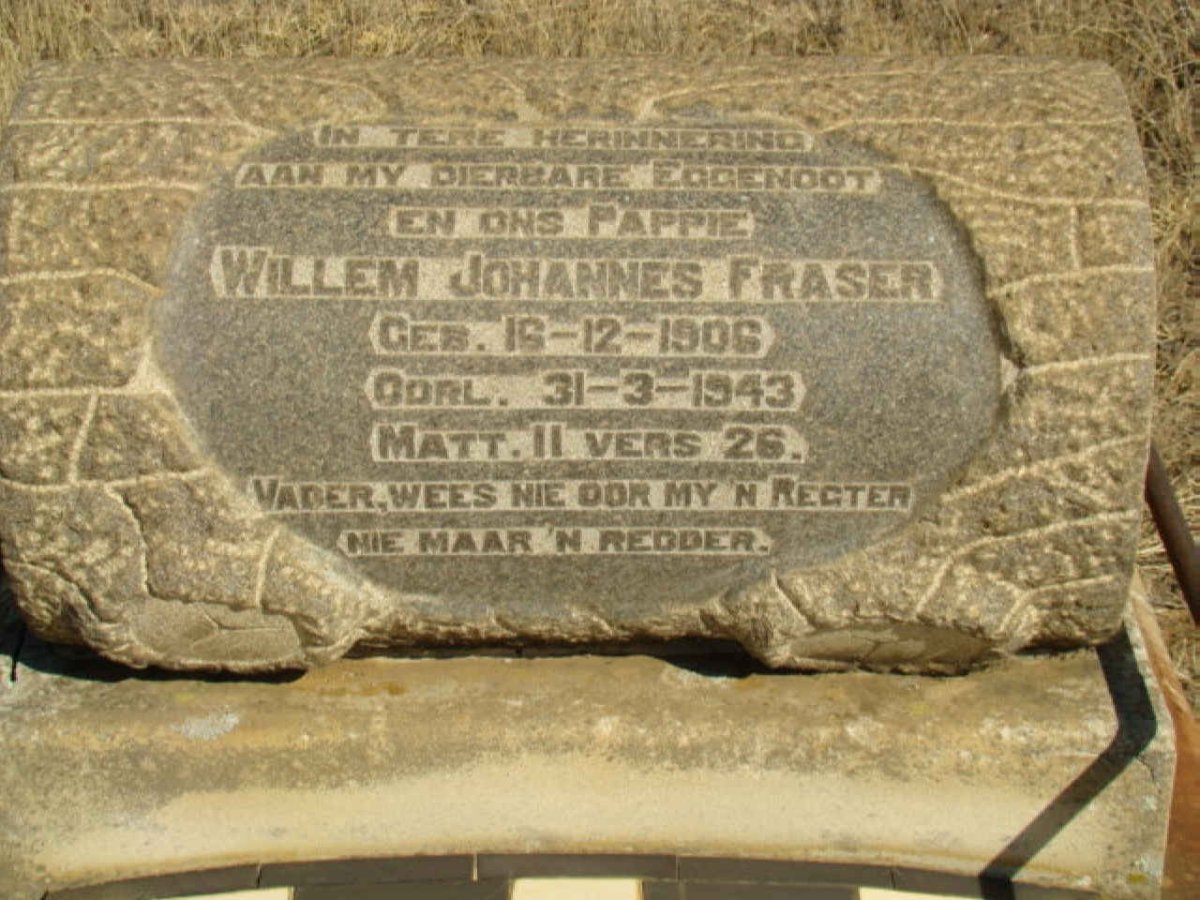 IN TERE HERINNERING
AAN MY DIERBARE EGGENOOT
EN ONS PAPPIE
WILLEM JOHANNES FRASER
GEB. 16-12-1906
OORL. 31-3-1943
MATT. 11 VERS 26.
VADER, WEES NIE OOR MY 'N REGTER
NIE MAAR 'N REDDER.